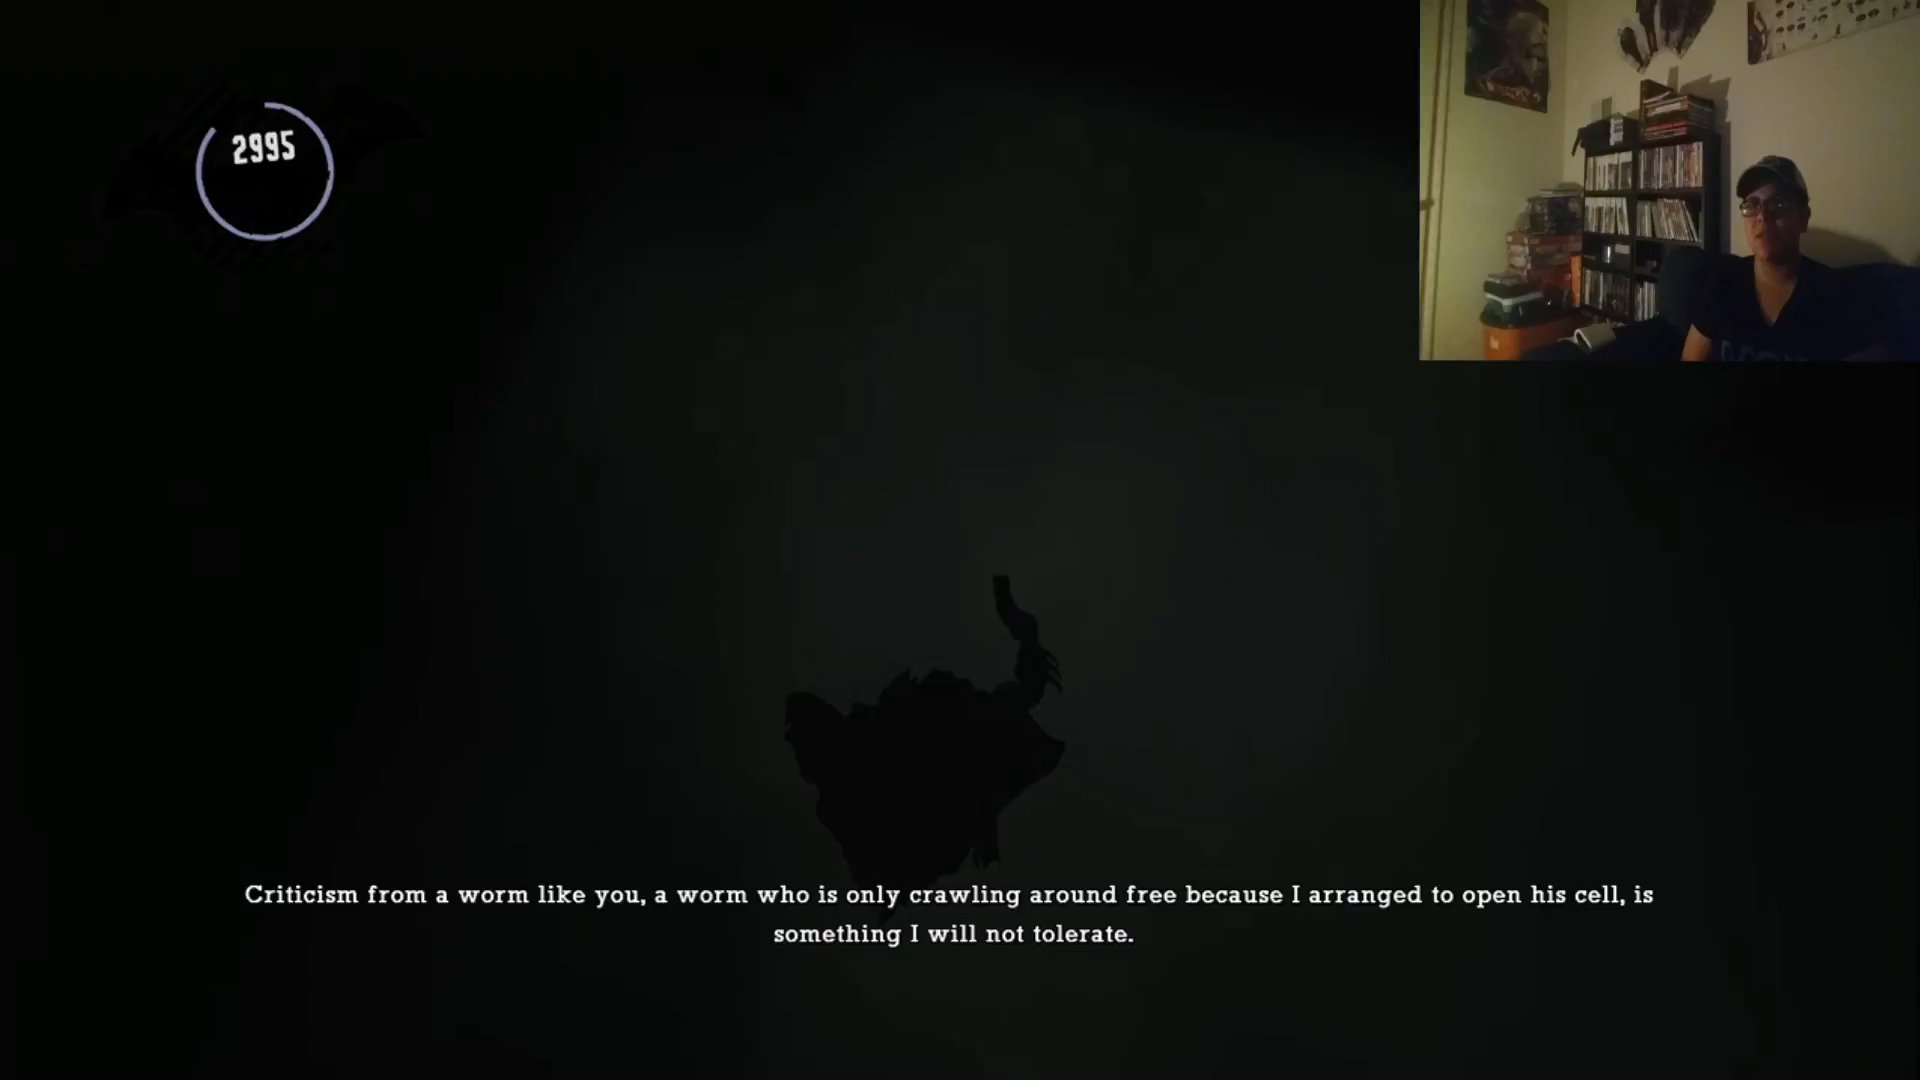 2995
Criticism from a worm like you, a worm who is only crawling around free because I arranged to open his cell, is
something I will not tolerate.